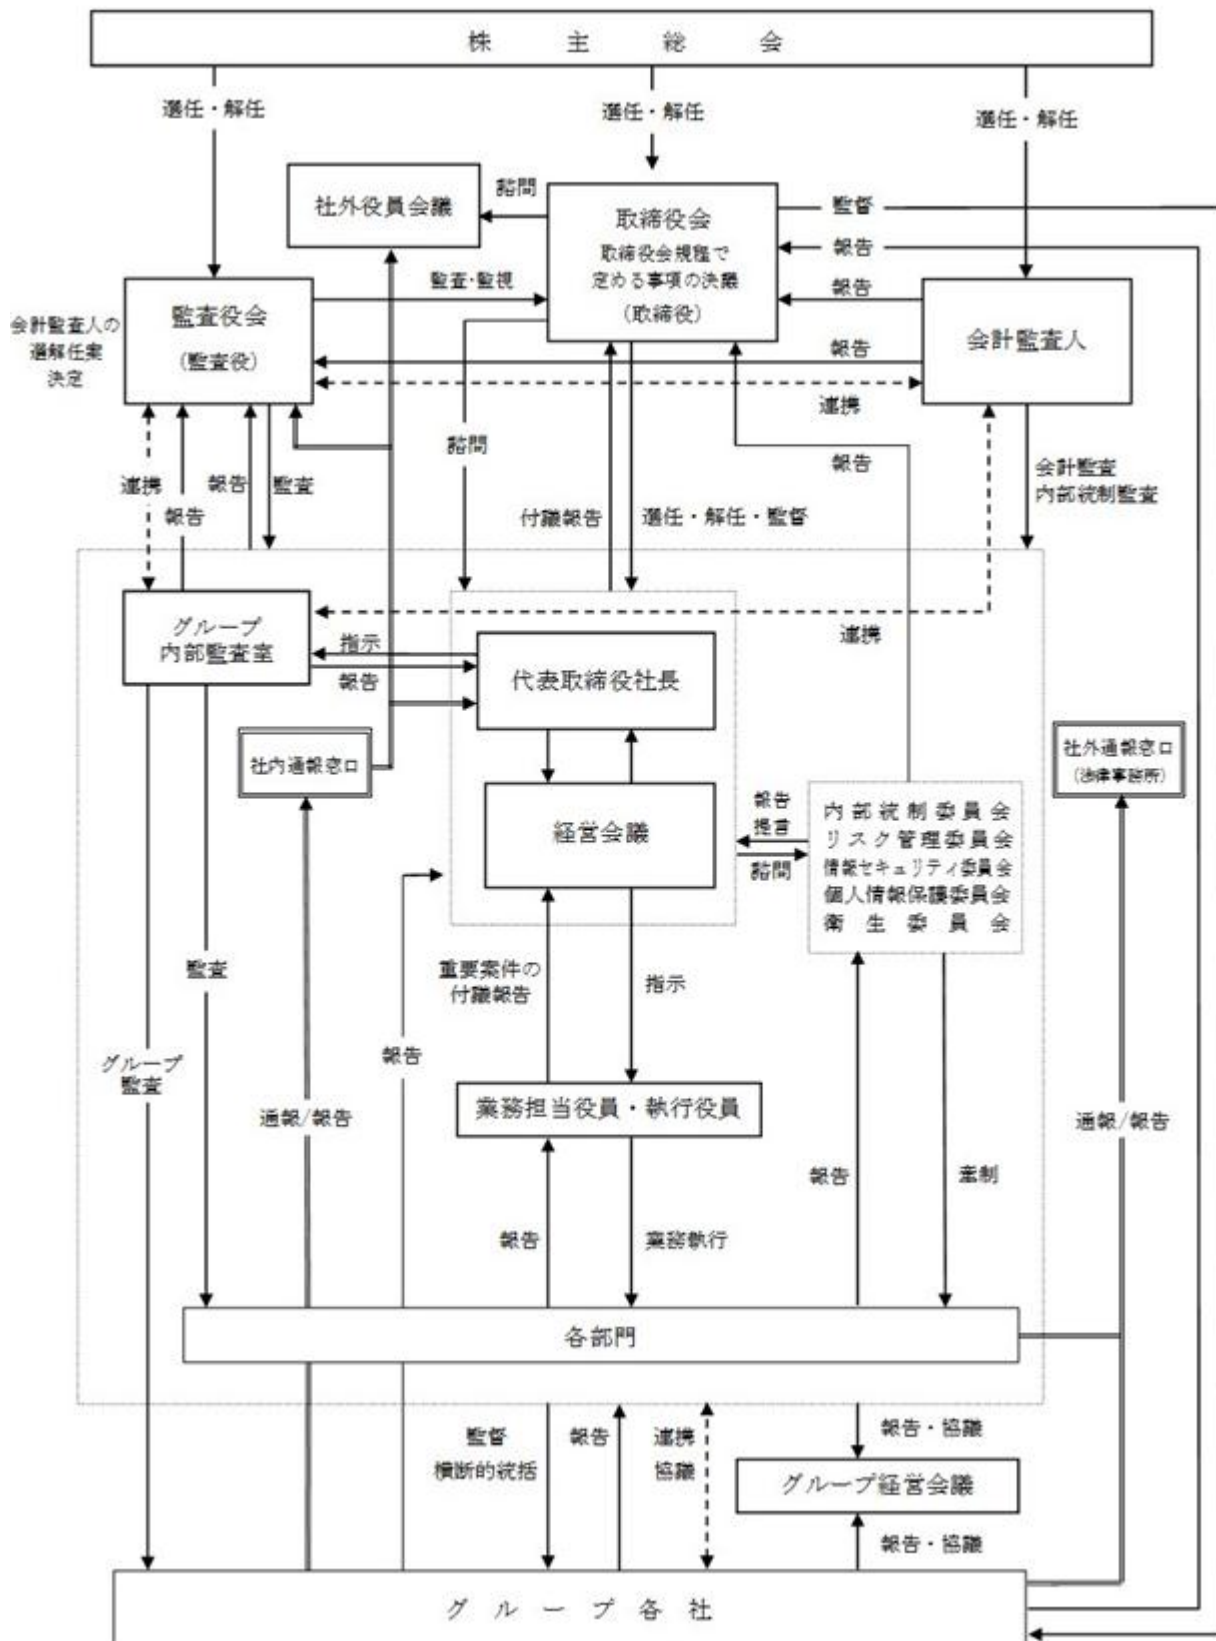 株主総会
選任・解任
選任・解任
選任・解任
社外役員会議
諮問
取締役会
取締役会規程で
定める事項の決議
(取締役)
監督
報告
報告
監査・監視
会計監査人の
選解任案
決定
監査役会
(監査役)
会計監査人
報告
連携
諮問
報告
連携
報告
報告
監査
付議報告
選任・解任・監督
会計監査
内部統制監査
グループ
内部監査室
指示
報告
連携
代表取締役社長
社内通報窓口
社外通報窓口
(法律事務所)
経営会議
報告
提言
諮問
内部統制委員会
リスク管理委員会
情報セキュリティ委員会
個人情報保護委員会
衛生委員会
監査
重要案件の
付議報告
指示
グループ
監査
報告
通報/報告
業務担当役員・執行役員
通報/報告
報告
牽制
報告
業務執行
各部門
監督
横断的統括
報告
連携
協議
報告・協議
グループ経営会議
報告・協議
グループ各社